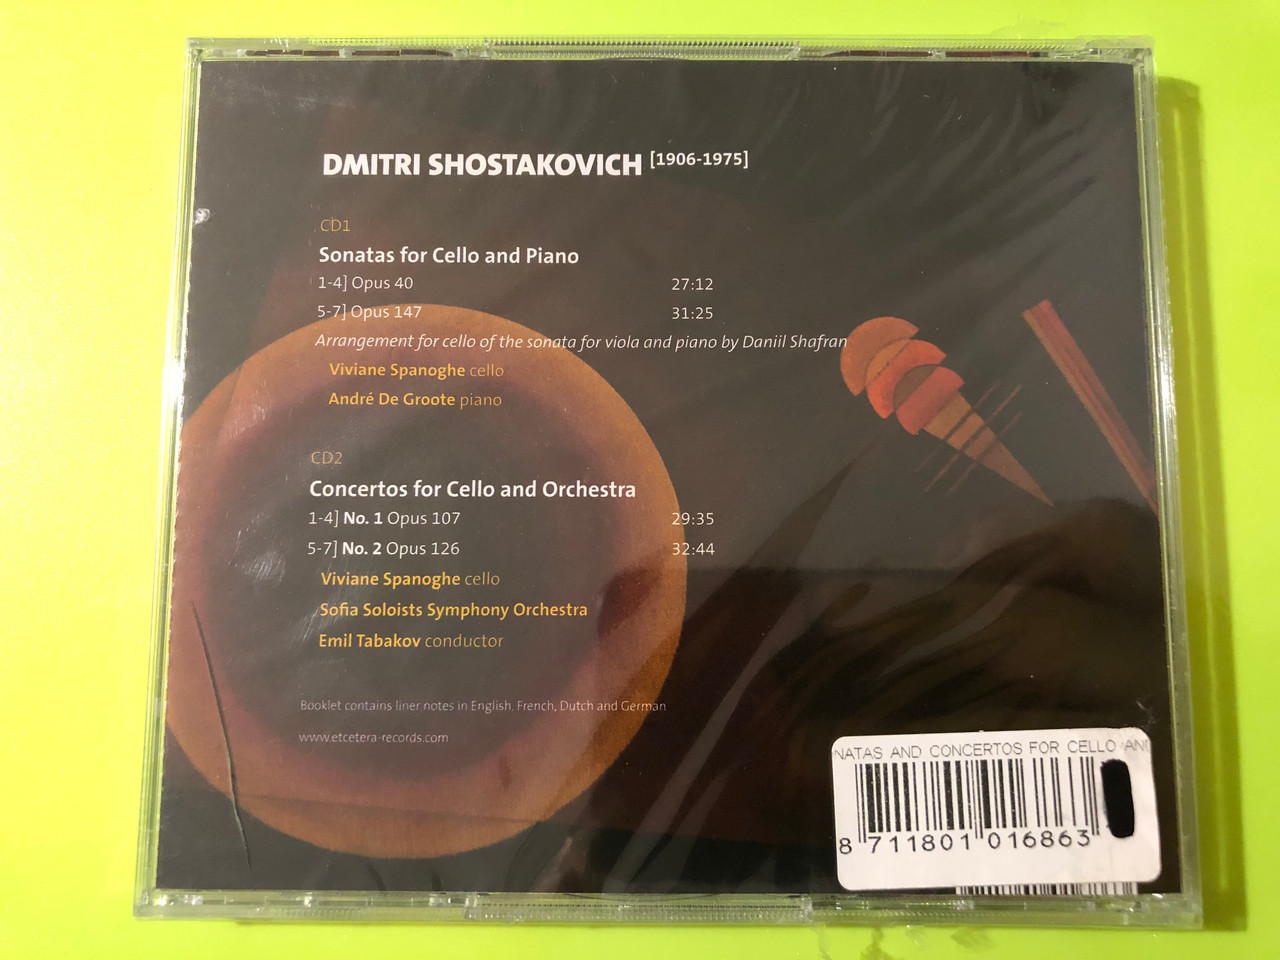 DMITRI SHOSTAKOVICH [1906-1975]
CD1
Sonatas for Cello and Piano
1-4] Opus 40 27:12
5-7] Opus 147 31:25
Arrangement for cello of the sonata for viola and piano by Daniil Shafran
Viviane Spanoghe cello
André De Groote piano
CD2
Concertos for Cello and Orchestra
1-4] No. 1 Opus 107 29:35
5-7] No. 2 Opus 126 32:44
Viviane Spanoghe cello
Sofia Soloists Symphony Orchestra
Emil Tabakov conductor
Booklet contains liner notes in English, French, Dutch and German
www.etcetera-records.com
NATAS AND CONCERTOS FOR CELLO AN
8 711801 016863